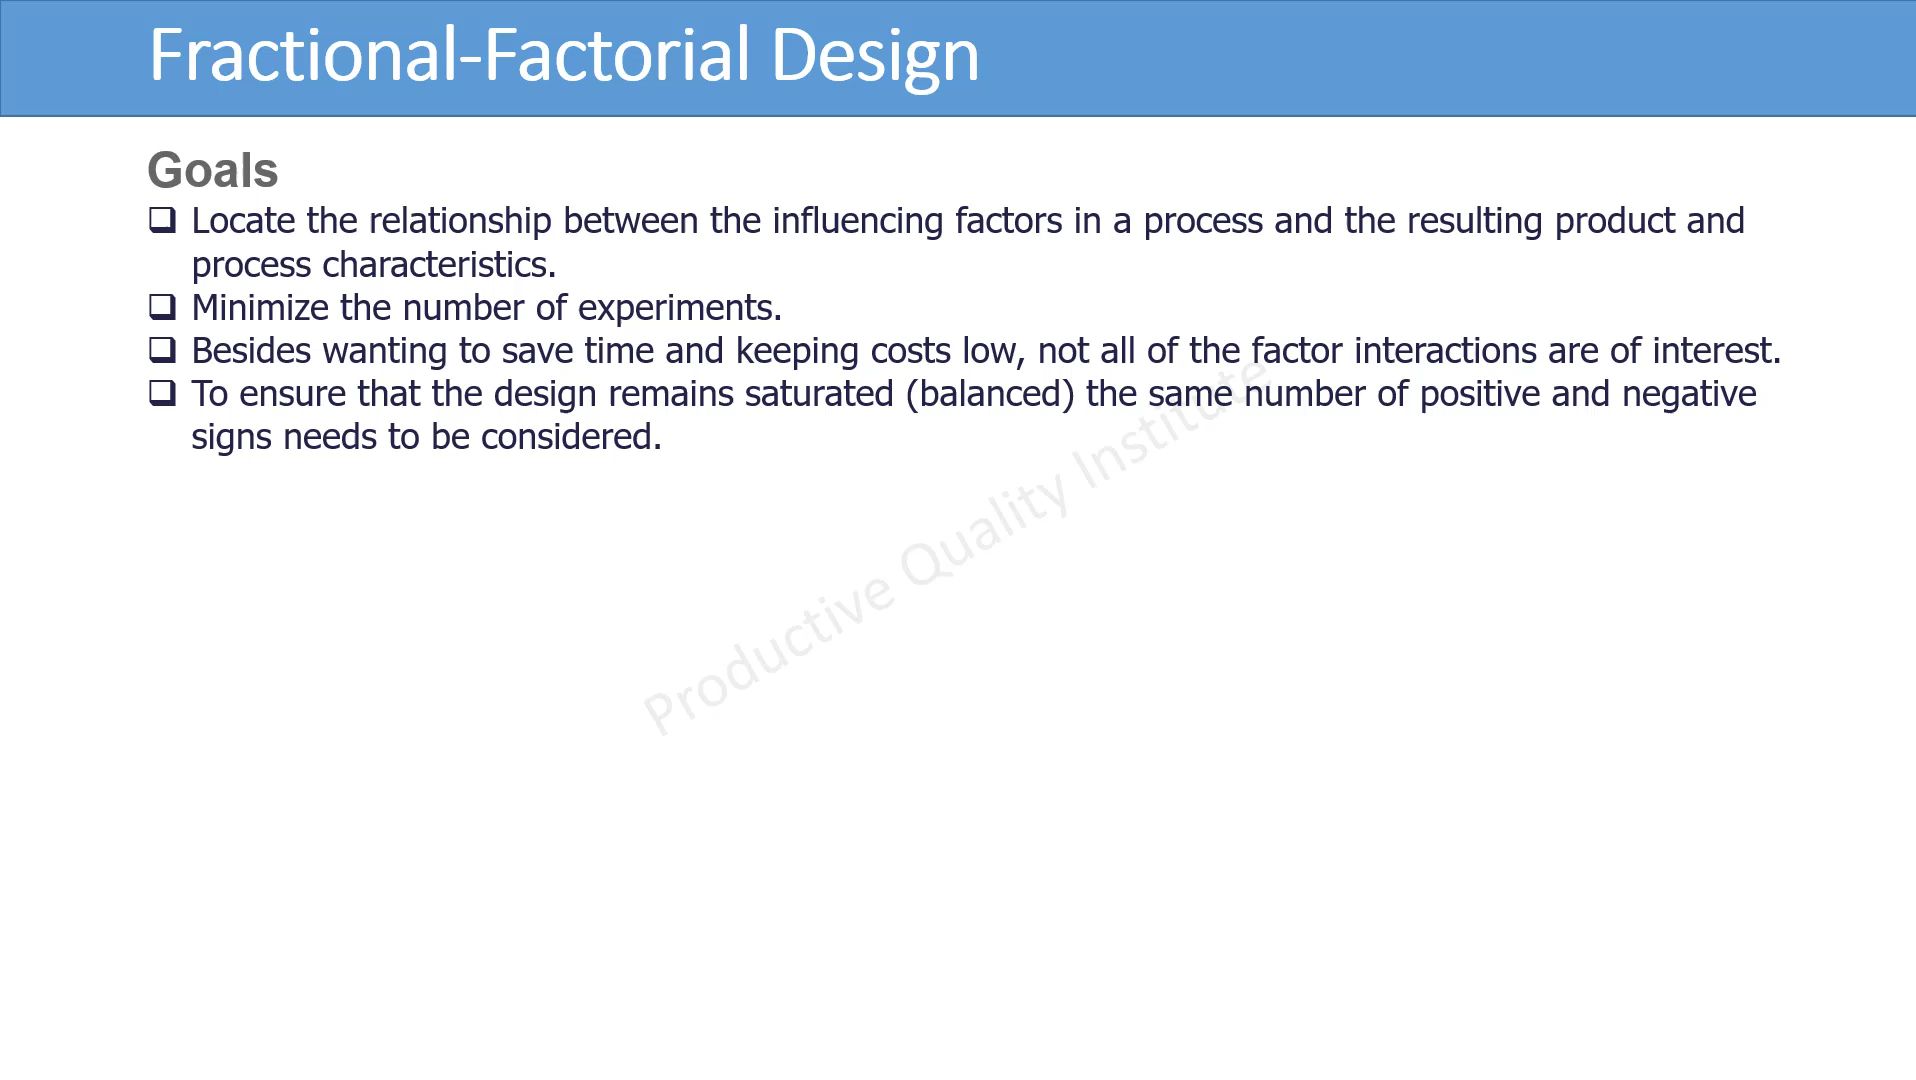 Fractional-Factorial Design
Goals
Locate the relationship between the influencing factors in a process and the resulting product and
process characteristics.
Minimize the number of experiments.
Besides wanting to save time and keeping costs low, not all of the factor interactions are of interest.
To ensure that the design remains saturated (balanced) the same number of positive and negative
signs needs to be considered.
Productive Quality Institute